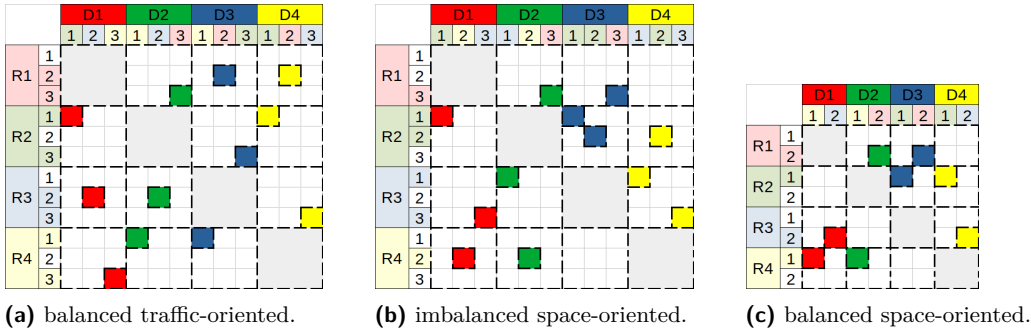 D1 D2 D3 D4
1 2 3 1 2 3 1 2 3 1 2 3
R1 1
2
3
R2 1
2
3
R3 1
2
3
R4 1
2
3
(a) balanced traffic-oriented.
D1 D2 D3 D4
1 2 3 1 2 3 1 2 3 1 2 3
R1 1
2
3
R2 1
2
3
R3 1
2
3
R4 1
2
3
(b) imbalanced space-oriented.
D1 D2 D3 D4
1 2 1 2 1 2 1 2
R1 1
2
R2 1
2
R3 1
2
R4 1
2
(c) balanced space-oriented.